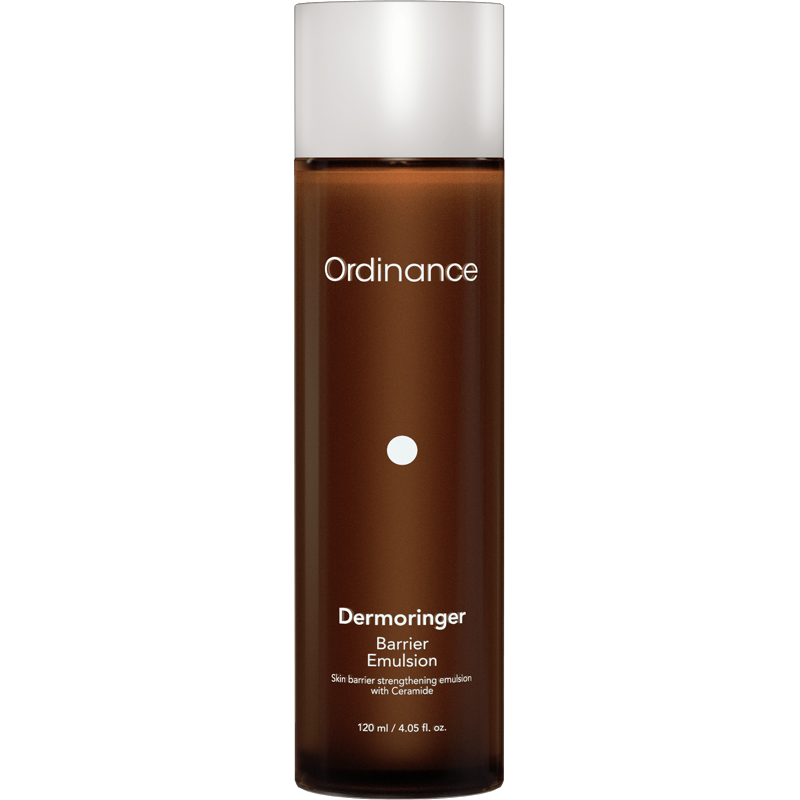 Ordinance
Dermoringer
Barrier
Emulsion
Skin barrier strengthening emulsion
with Ceramide
120 ml / 4.05 fl. oz.